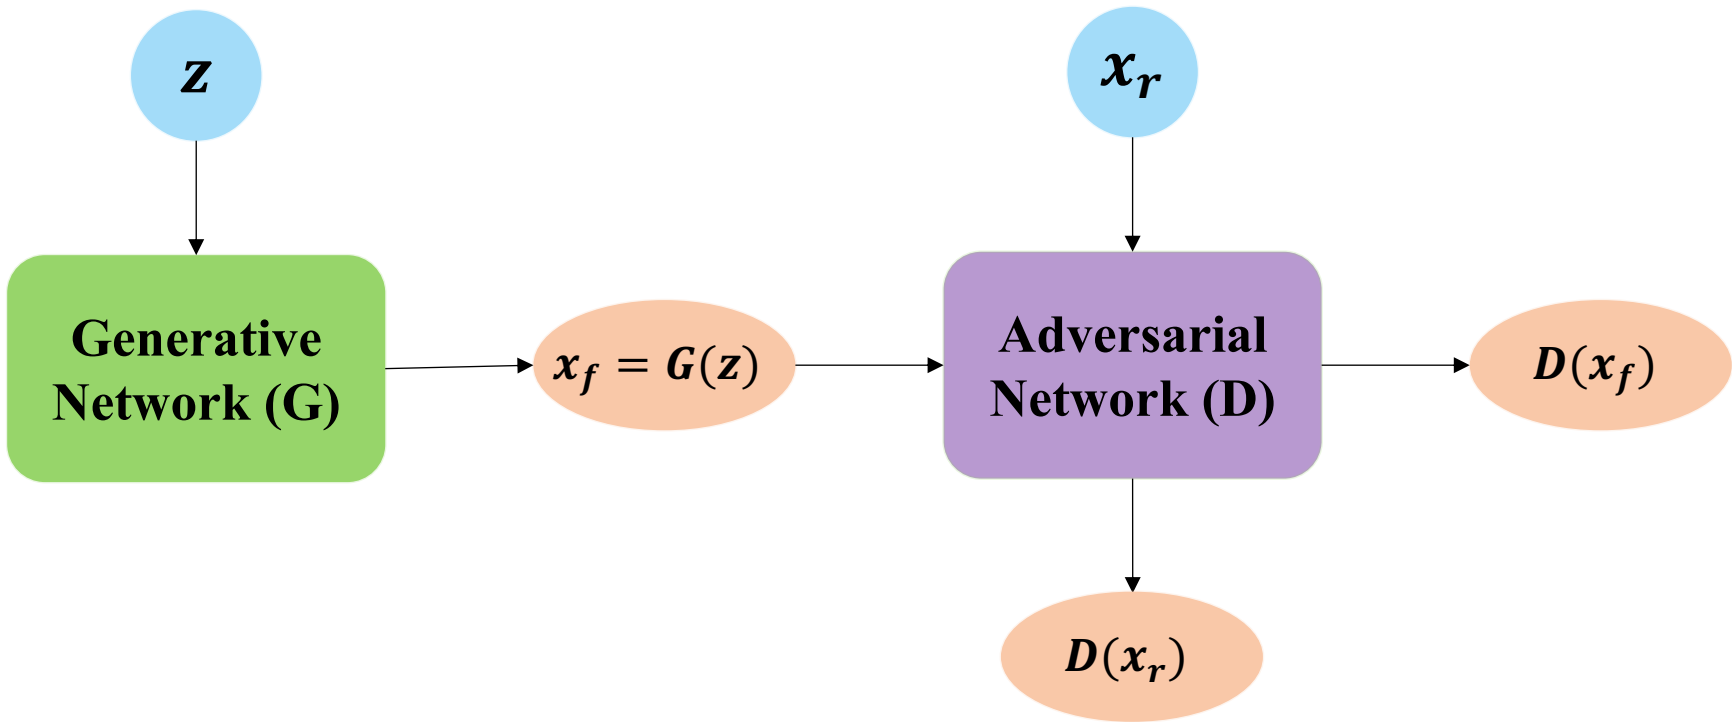 z
x_r
Generative
Network (G)
x_f = G(z)
Adversarial
Network (D)
D(x_f)
D(x_r)